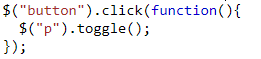 $("button").click(function(){
  $("p").toggle();
});